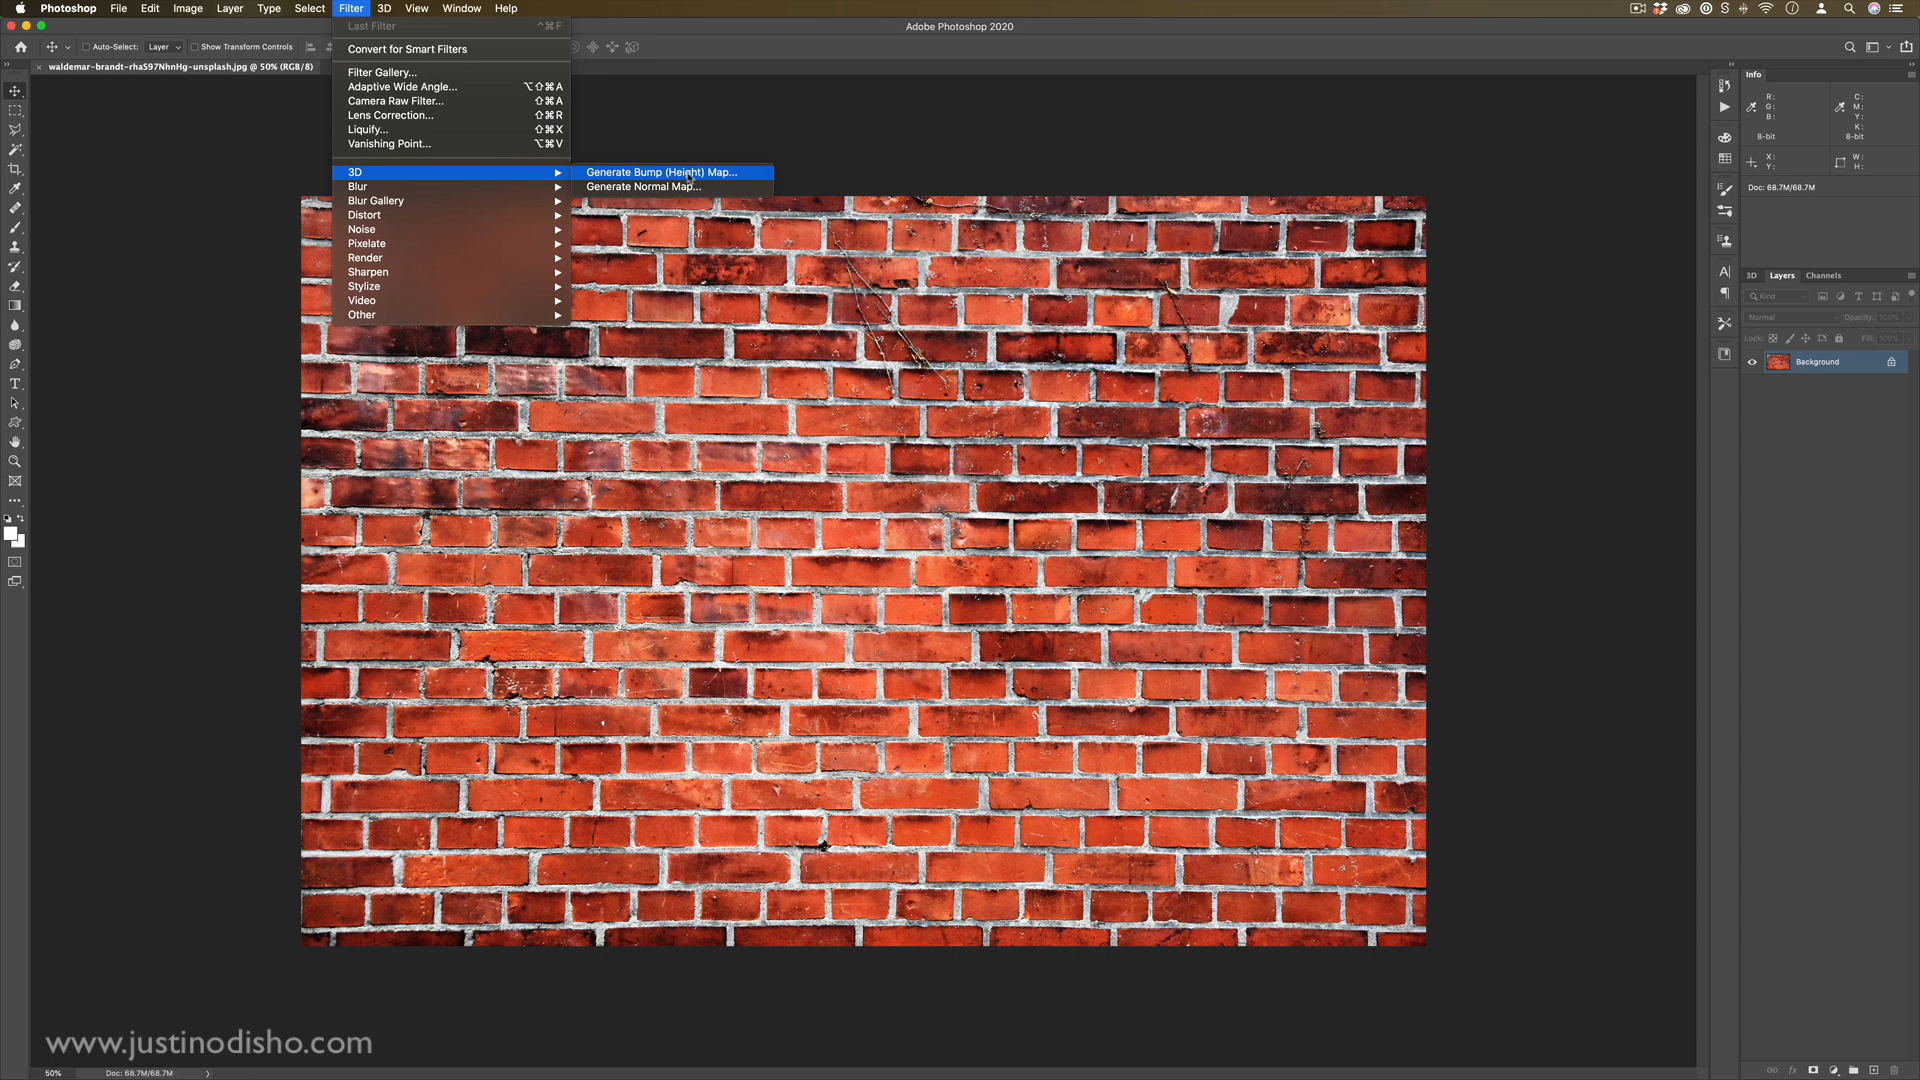 Photoshop File Edit Image Layer Type Select Filter 3D View Window Help
Adobe Photoshop 2020
Auto-Select: Layer Show Transform Controls
× waldemar-brandt-rhaS97NhnHg-unsplash.jpg @ 50% (RGB/8)
Last Filter ^⌘F
Convert for Smart Filters
Filter Gallery...
Adaptive Wide Angle... ⌥⇧⌘A
Camera Raw Filter... ⇧⌘A
Lens Correction... ⇧⌘R
Liquify... ⇧⌘X
Vanishing Point... ⌥⌘V
3D
Blur
Blur Gallery
Distort
Noise
Pixelate
Render
Sharpen
Stylize
Video
Other
Generate Bump (Height) Map...
Generate Normal Map...
Info
R: C:
G: M:
B: Y:
K:
8-bit 8-bit
X: W:
Y: H:
Doc: 68.7M/68.7M
3D Layers Channels
Kind
Normal Opacity: 100%
Lock: Fill: 100%
Background
www.justinodisho.com
50% Doc: 68.7M/68.7M